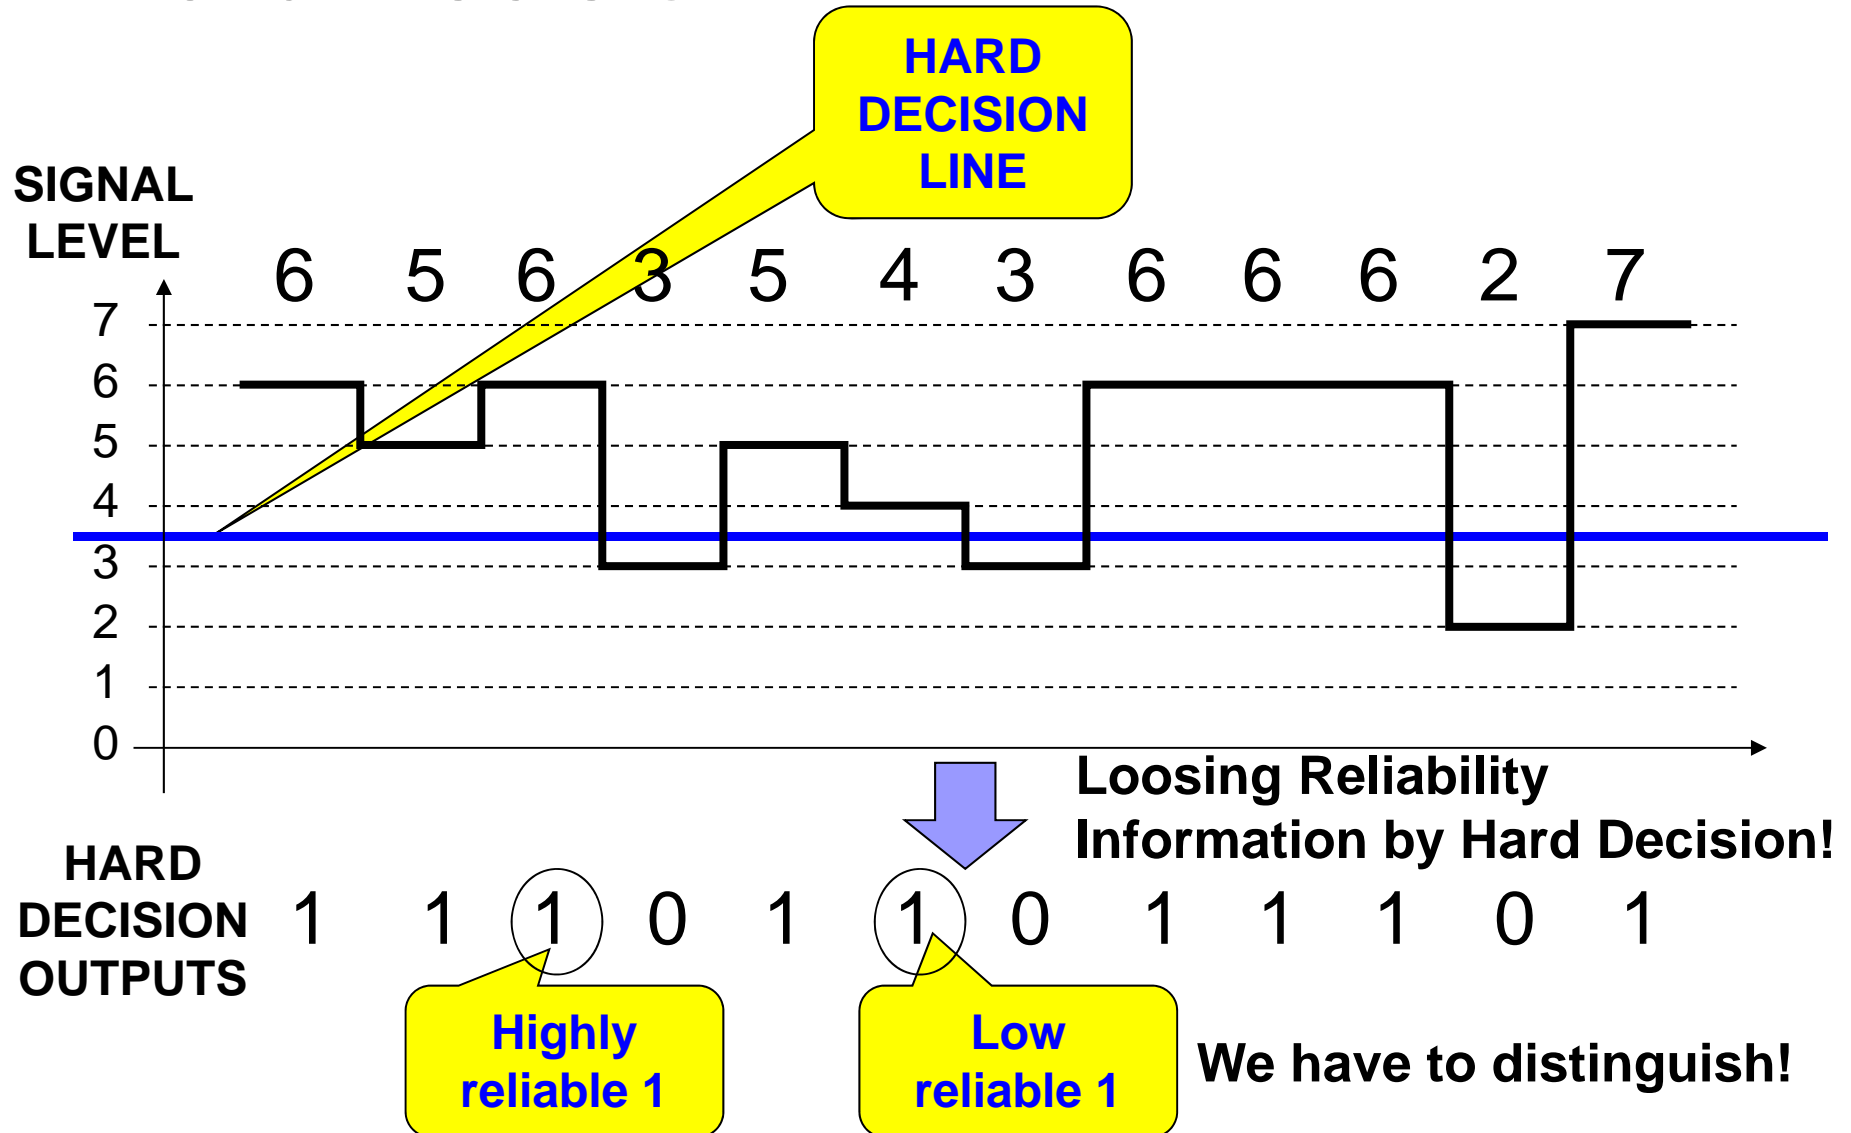 HARD
DECISION
LINE
SIGNAL
LEVEL
6 5 6 3 5 4 3 6 6 6 2 7
7
6
5
4
3
2
1
0
Loosing Reliability
Information by Hard Decision!
HARD
DECISION
OUTPUTS
1 1 1 0 1 1 0 1 1 1 0 1
Highly
reliable 1
Low
reliable 1
We have to distinguish!